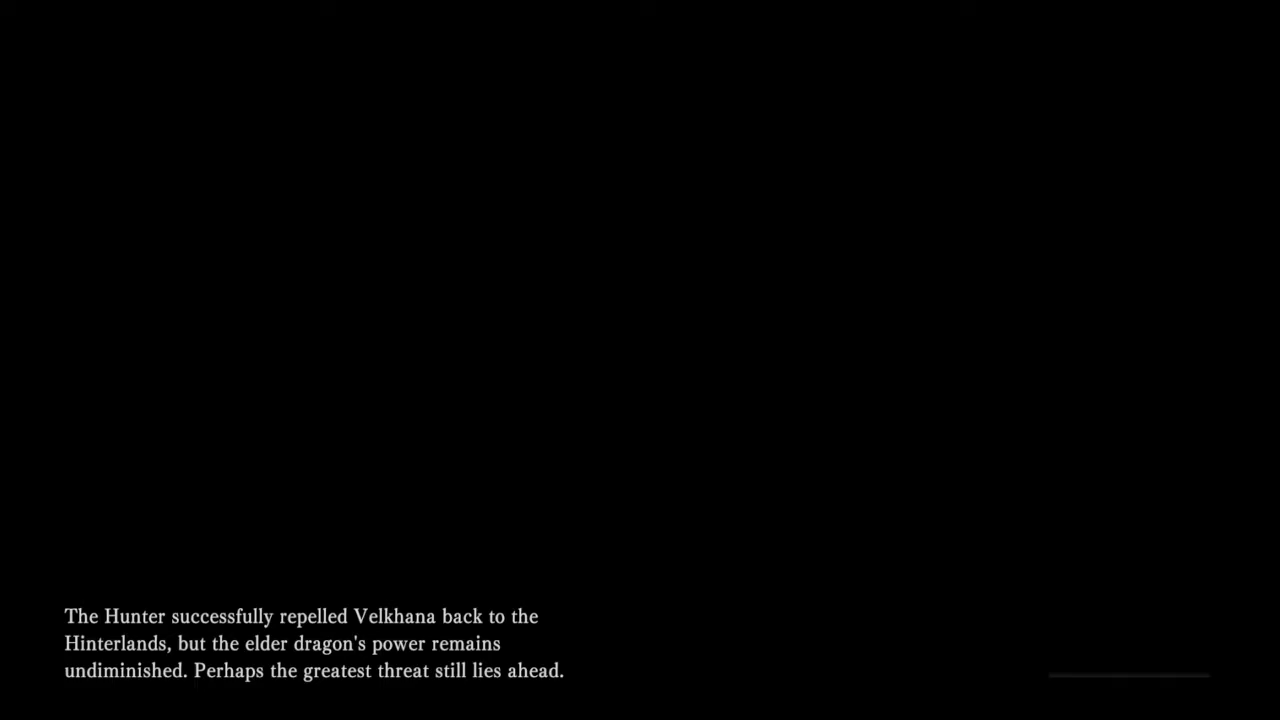 The Hunter successfully repelled Velkhana back to the
Hinterlands, but the elder dragon's power remains
undiminished. Perhaps the greatest threat still lies ahead.